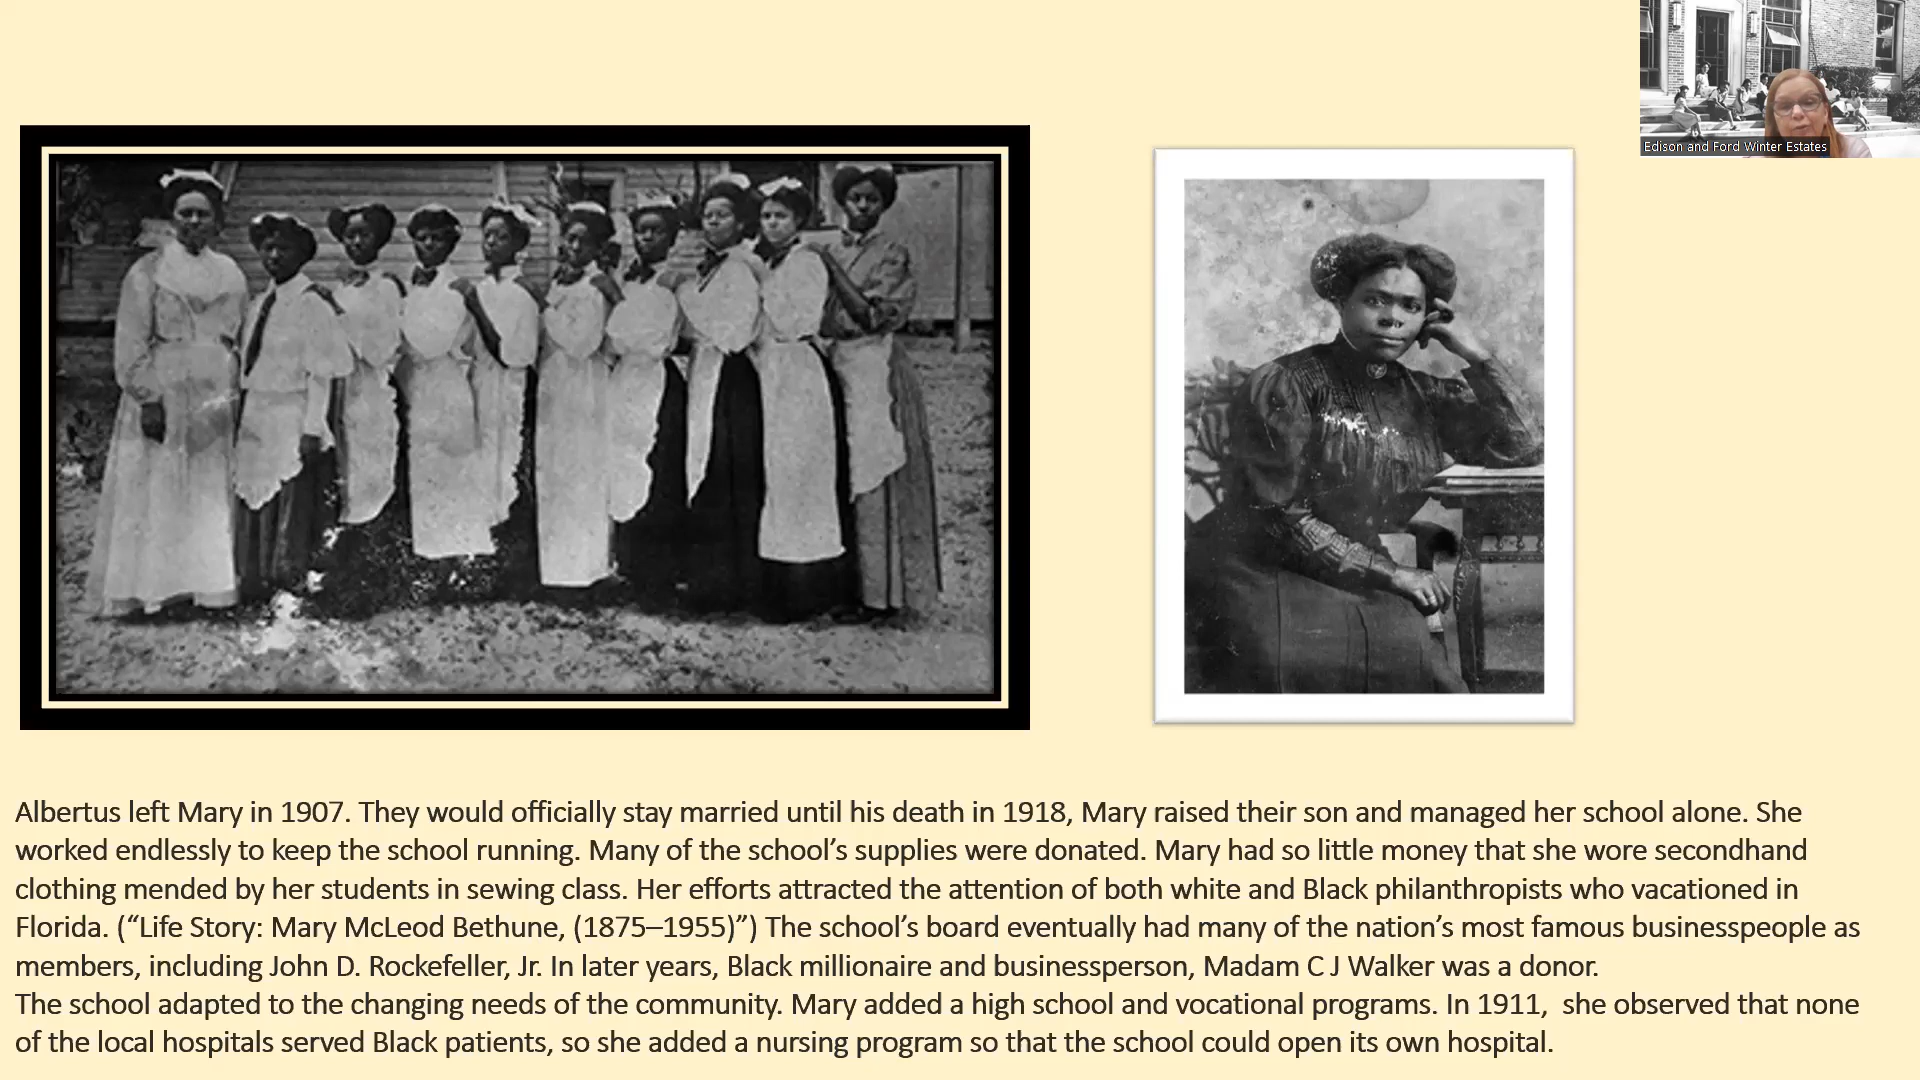 Edison and Ford Winter Estates
Albertus left Mary in 1907. They would officially stay married until his death in 1918, Mary raised their son and managed her school alone. She
worked endlessly to keep the school running. Many of the school’s supplies were donated. Mary had so little money that she wore secondhand
clothing mended by her students in sewing class. Her efforts attracted the attention of both white and Black philanthropists who vacationed in
Florida. (“Life Story: Mary McLeod Bethune, (1875–1955)”) The school’s board eventually had many of the nation’s most famous businesspeople as
members, including John D. Rockefeller, Jr. In later years, Black millionaire and businessperson, Madam C J Walker was a donor.
The school adapted to the changing needs of the community. Mary added a high school and vocational programs. In 1911,  she observed that none
of the local hospitals served Black patients, so she added a nursing program so that the school could open its own hospital.